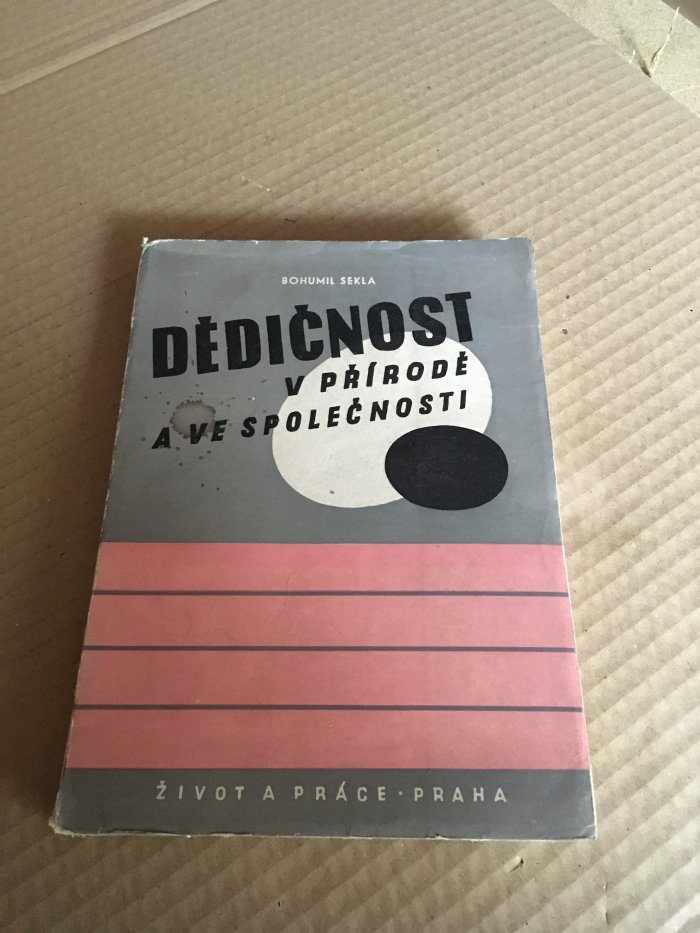 BOHUMIL SEKLA
DĚDIČNOST
V PŘÍRODĚ
A VE SPOLEČNOSTI
ŽIVOT A PRÁCE · PRAHA